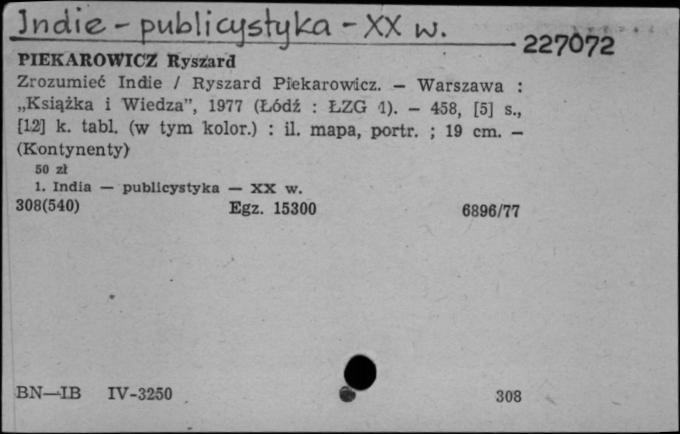 Indie - publicystyka - XX w.
227072
PIEKAROWICZ Ryszard
Zrozumieć Indie / Ryszard Piekarowicz. — Warszawa :
„Książka i Wiedza”, 1977 (Łódź : ŁZG 1). — 458, [5] s.,
[12] k. tabl. (w tym kolor.) : il. mapa, portr. ; 19 cm. —
(Kontynenty)
50 zł
1. India — publicystyka — XX w.
308(540) Egz. 15300 6896/77
BN—IB IV-3250 308